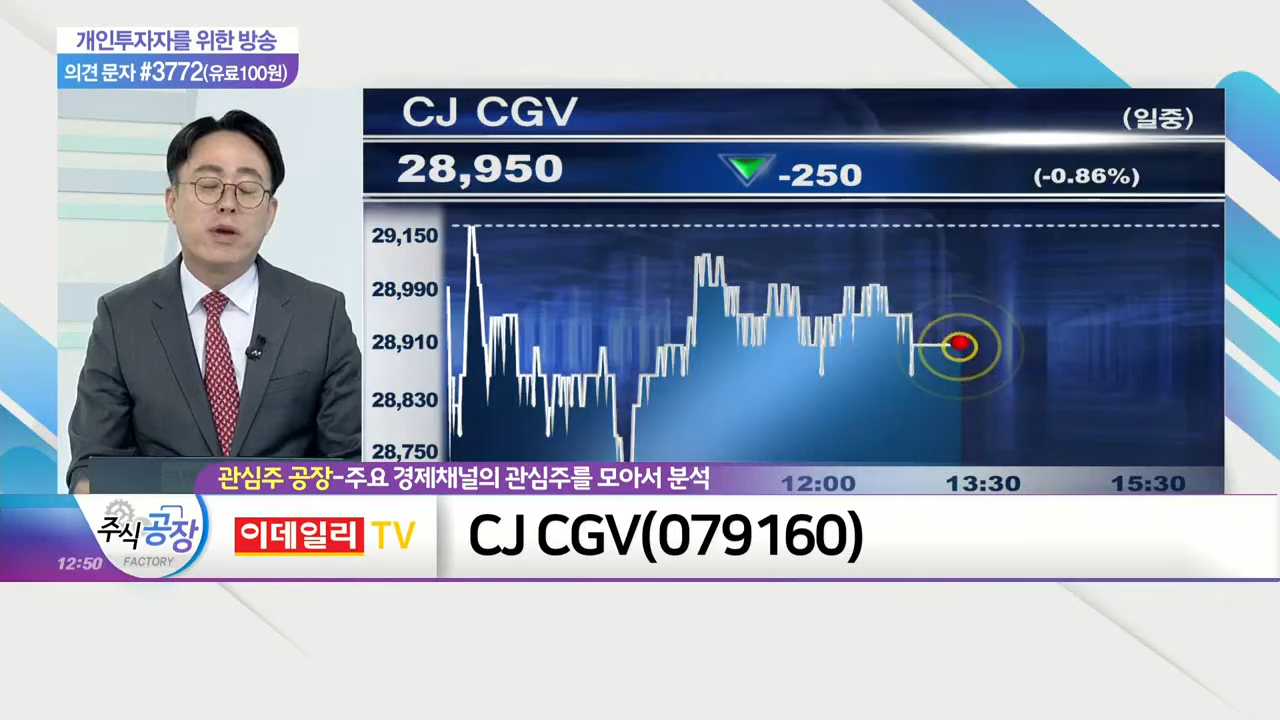 개인투자자를 위한 방송
의견 문자 #3772(유료100원)
CJ CGV
(일중)
28,950
-250
(-0.86%)
29,150
28,990
28,910
28,830
28,750
12:00
13:30
15:30
관심주 공장-주요 경제채널의 관심주를 모아서 분석
주식공장
FACTORY
12:50
이데일리 TV
CJ CGV(079160)